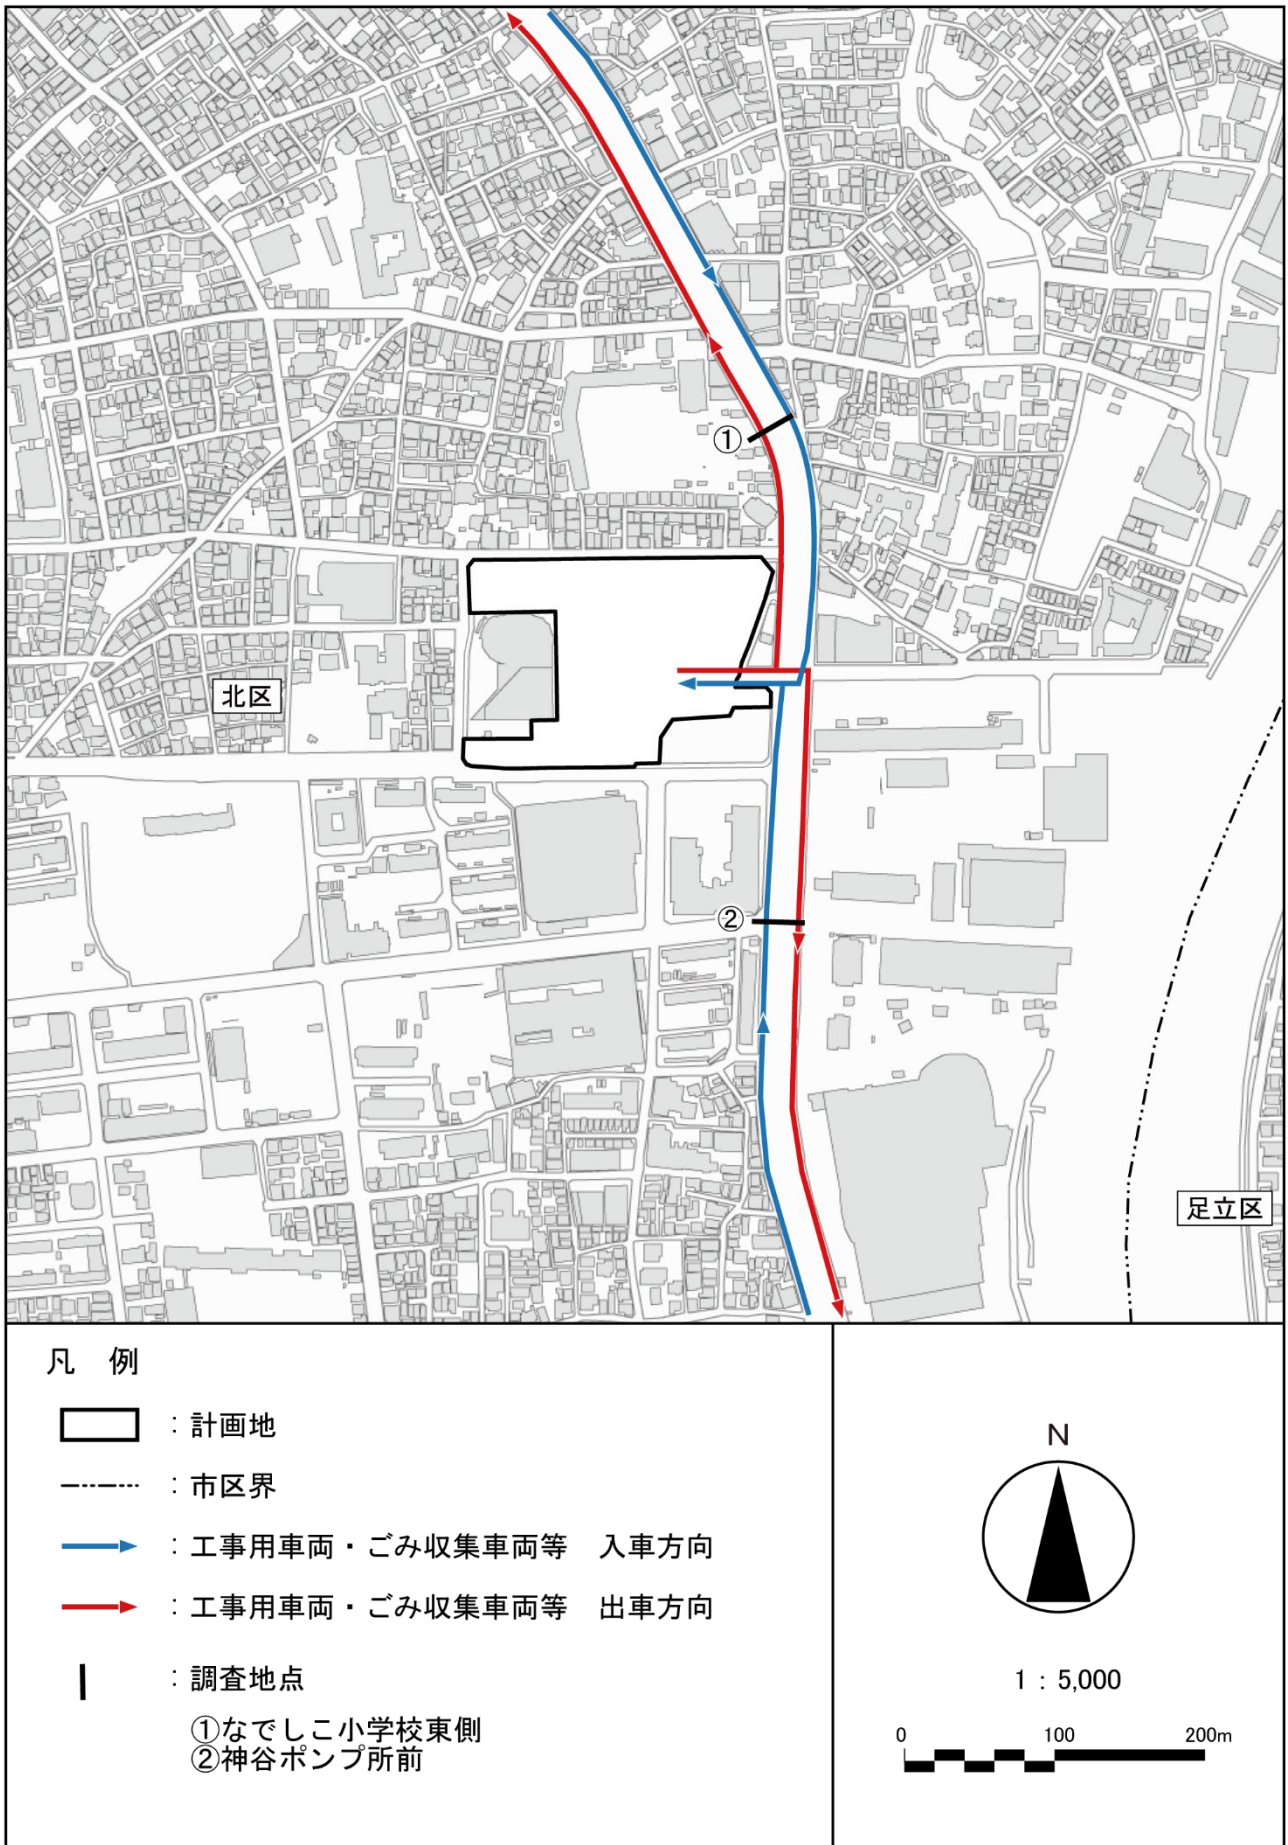 ①
北区
②
足立区
凡 例
：計画地
：市区界
：工事用車両・ごみ収集車両等 入車方向
：工事用車両・ごみ収集車両等 出車方向
：調査地点
①なでしこ小学校東側
②神谷ポンプ所前
N
1：5,000
0 100 200m